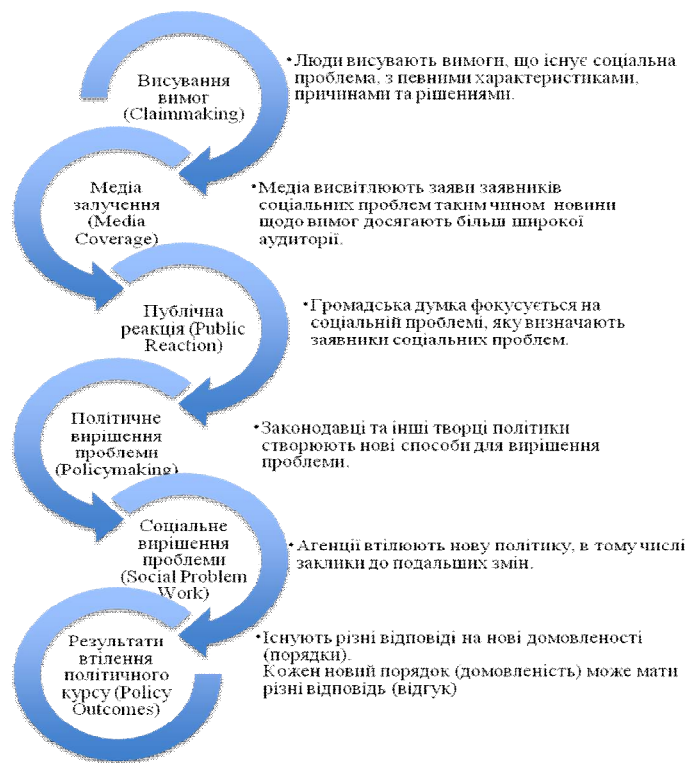 Висування
вимог
(Claimmaking)
•Люди висувають вимоги, що існує соціальна
проблема, з певними характеристиками,
причинами та рішеннями.
Медіа
залучення
(Media
Coverage)
•Медіа висвітлюють заяви заявників
соціальних проблем таким чином новини
щодо вимог досягають більш широкої
аудиторії.
Публічна
реакція (Public
Reaction)
•Громадська думка фокусується на
соціальній проблемі, яку визначають
заявники соціальних проблем.
Політичне
вирішення
проблеми
(Policymaking)
•Законодавці та інші творці політики
створюють нові способи для вирішення
проблеми.
Соціальне
вирішення
проблеми
(Social Problem
Work)
•Агенції втілюють нову політику, в тому числі
заклики до подальших змін.
Результати
втілення
політичного
курсу (Policy
Outcomes)
•Існують різні відповіді на нові домовленості
(порядки).
Кожен новий порядок (домовленість) може мати
різні відповідь (відгук)